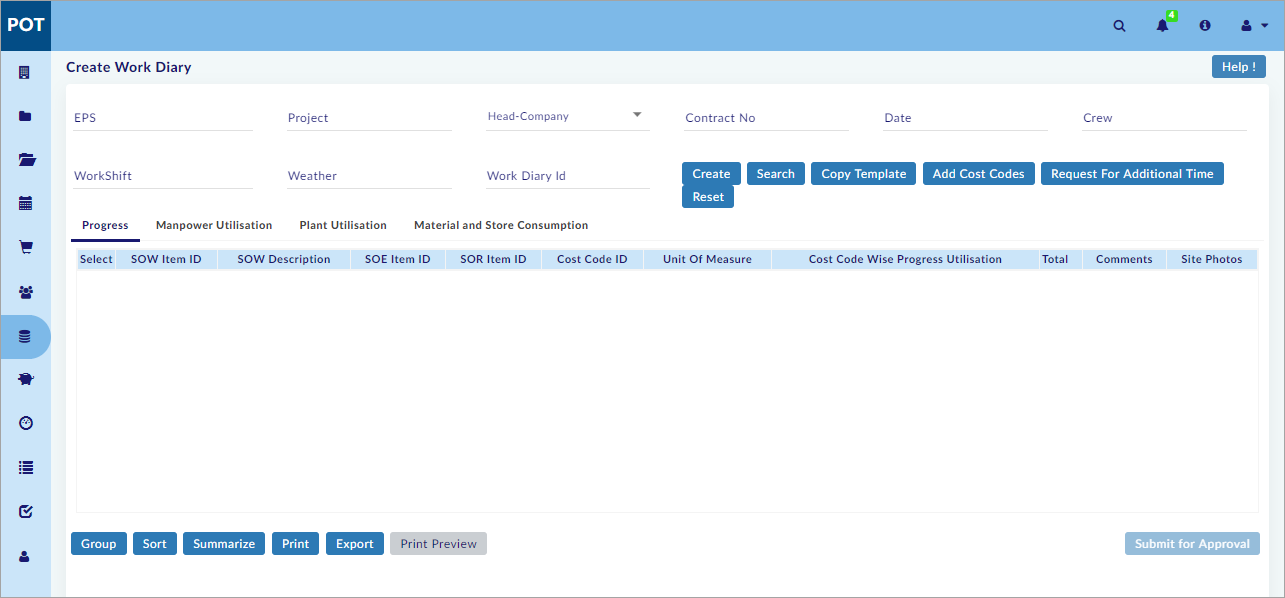 POT
4
Create Work Diary
Help !
EPS Project Head-Company Contract No Date Crew
WorkShift Weather Work Diary Id Create Search Copy Template Add Cost Codes Request For Additional Time
Reset
Progress Manpower Utilisation Plant Utilisation Material and Store Consumption
Select SOW Item ID SOW Description SOE Item ID SOR Item ID Cost Code ID Unit Of Measure Cost Code Wise Progress Utilisation Total Comments Site Photos
Group Sort Summarize Print Export Print Preview Submit for Approval